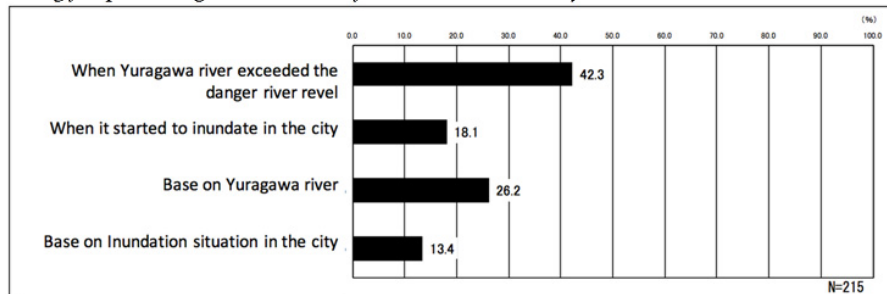 (%)
0.0 10.0 20.0 30.0 40.0 50.0 60.0 70.0 80.0 90.0 100.0
When Yuragawa river exceeded the
danger river revel
42.3
When it started to inundate in the city
18.1
Base on Yuragawa river
26.2
Base on Inundation situation in the city
13.4
N=215